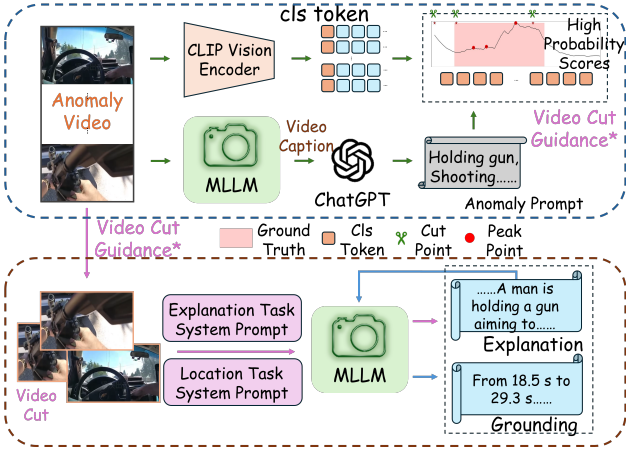 cls token
CLIP Vision
Encoder
High
Probability
Scores
Anomaly
Video
Video
Caption
MLLM
ChatGPT
Holding gun,
Shooting......
Anomaly Prompt
Video Cut
Guidance*
Video Cut
Guidance*
Ground
Truth
Cls
Token
Cut
Point
Peak
Point
Explanation Task
System Prompt
Location Task
System Prompt
Video
Cut
MLLM
......A man is
holding a gun
aiming to......
Explanation
From 18.5 s to
29.3 s......
Grounding